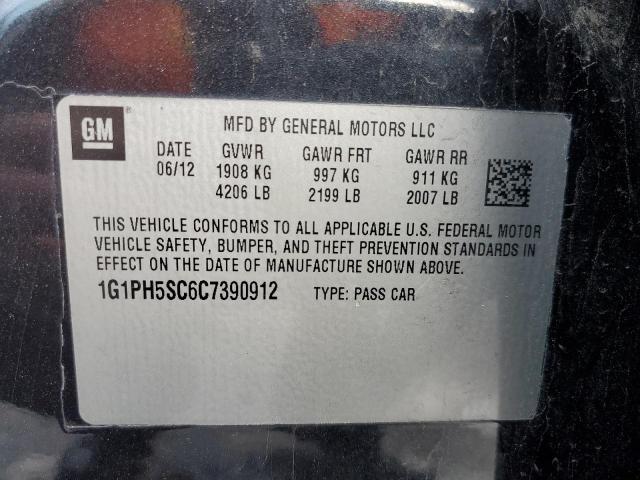 GM
MFD BY GENERAL MOTORS LLC
DATE GVWR GAWR FRT GAWR RR
06/12 1908 KG 997 KG 911 KG
4206 LB 2199 LB 2007 LB
THIS VEHICLE CONFORMS TO ALL APPLICABLE U.S. FEDERAL MOTOR
VEHICLE SAFETY, BUMPER, AND THEFT PREVENTION STANDARDS IN
EFFECT ON THE DATE OF MANUFACTURE SHOWN ABOVE.
1G1PH5SC6C7390912 TYPE: PASS CAR